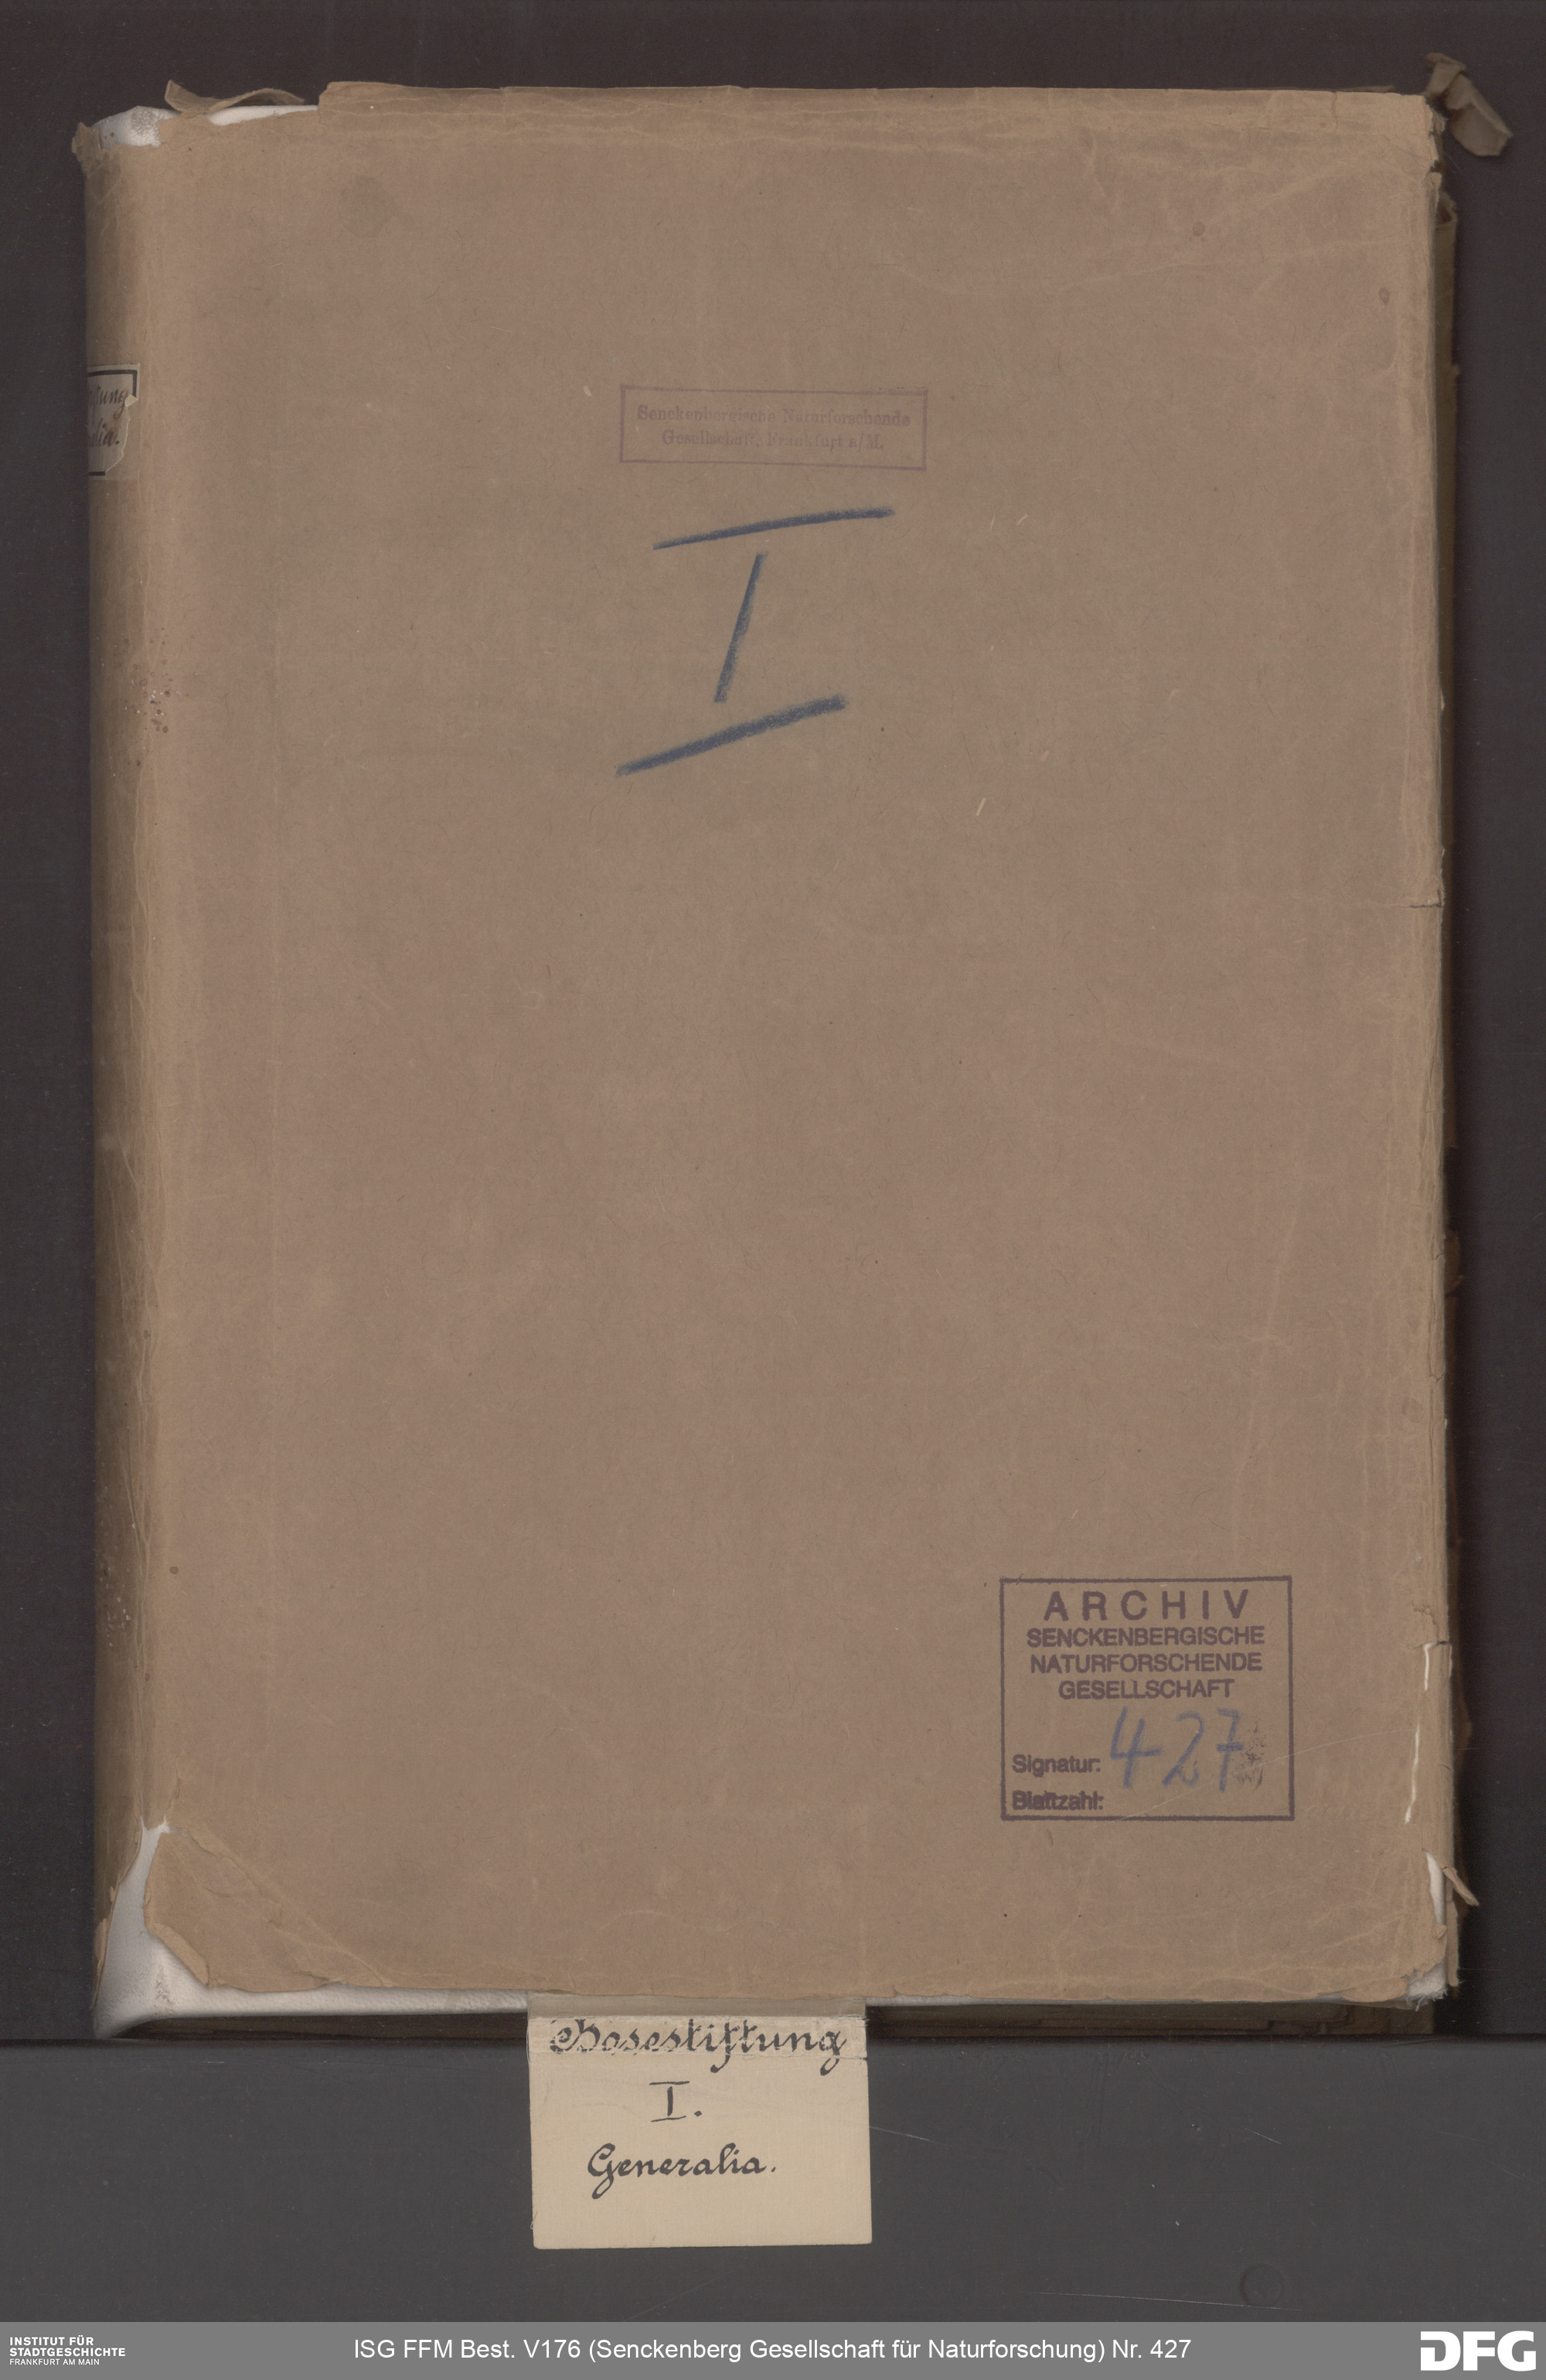 Senckenbergische Naturforschende
Gesellschaft, Frankfurt a/M.
I
ARCHIV
SENCKENBERGISCHE
NATURFORSCHENDE
GESELLSCHAFT
Signatur: 427
Blattzahl:
Bosestiftung
I.
Generalia.
INSTITUT FÜR
STADTGESCHICHTE
FRANKFURT AM MAIN
ISG FFM Best. V176 (Senckenberg Gesellschaft für Naturforschung) Nr. 427
DFG